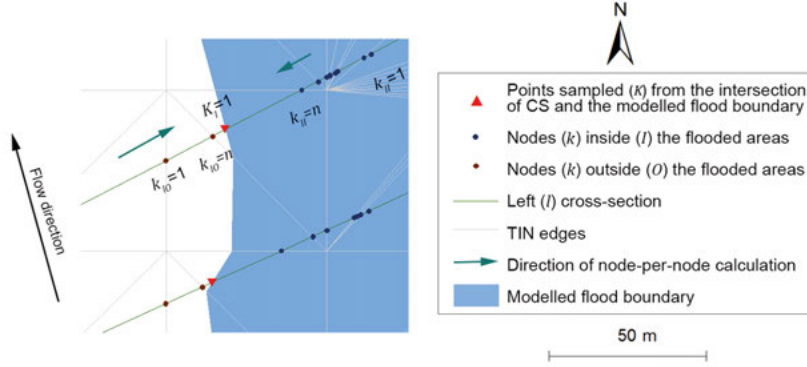 N
Flow direction
K_l=1
k_lO=1
k_lO=n
k_lI=n
k_lI=1
Points sampled (K) from the intersection
of CS and the modelled flood boundary
Nodes (k) inside (I) the flooded areas
Nodes (k) outside (O) the flooded areas
Left (l) cross-section
TIN edges
Direction of node-per-node calculation
Modelled flood boundary
50 m